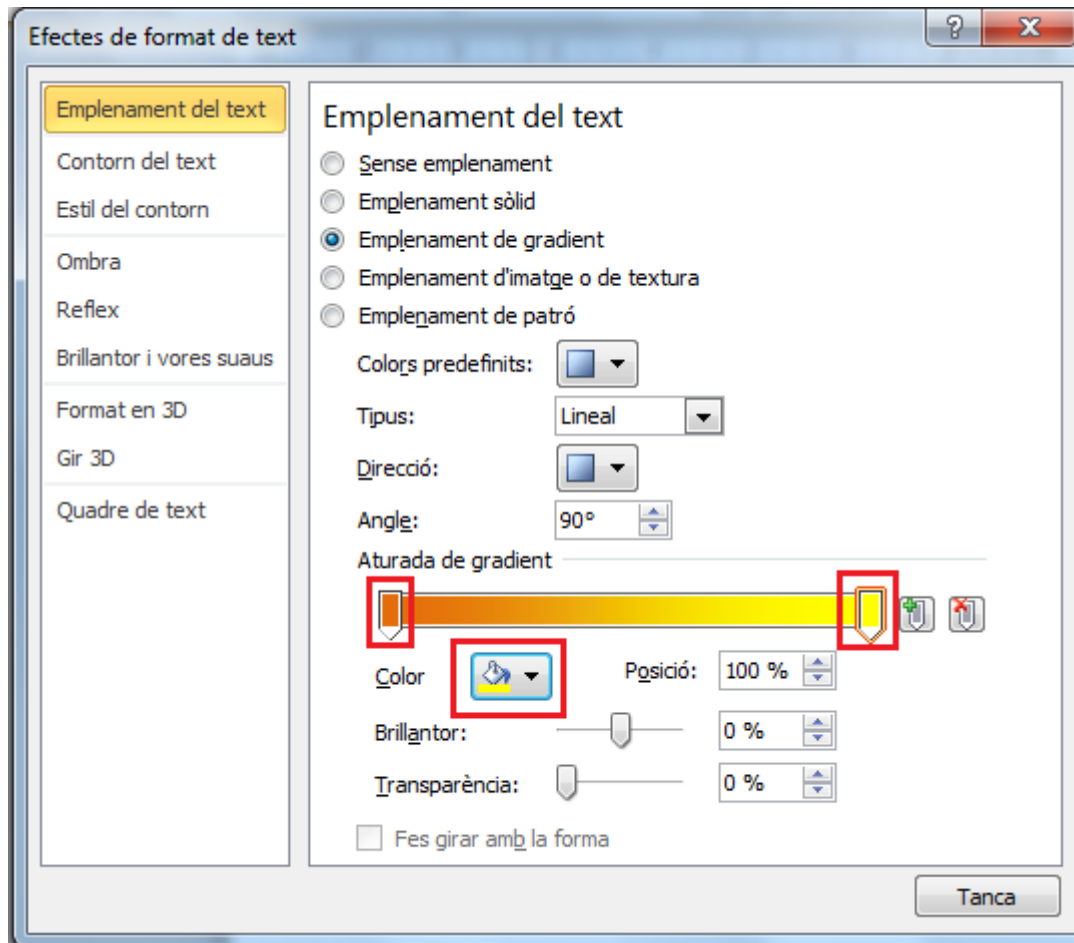 Efectes de format de text
Emplenament del text
Contorn del text
Estil del contorn
Ombra
Reflex
Brillantor i vores suaus
Format en 3D
Gir 3D
Quadre de text
Emplenament del text
Sense emplenament
Emplenament sòlid
Emplenament de gradient
Emplenament d'imatge o de textura
Emplenament de patró
Colors predefinits:
Tipus: Lineal
Direcció:
Angle: 90°
Aturada de gradient
Color Posició: 100 %
Brillantor: 0 %
Transparència: 0 %
Fes girar amb la forma
Tanca